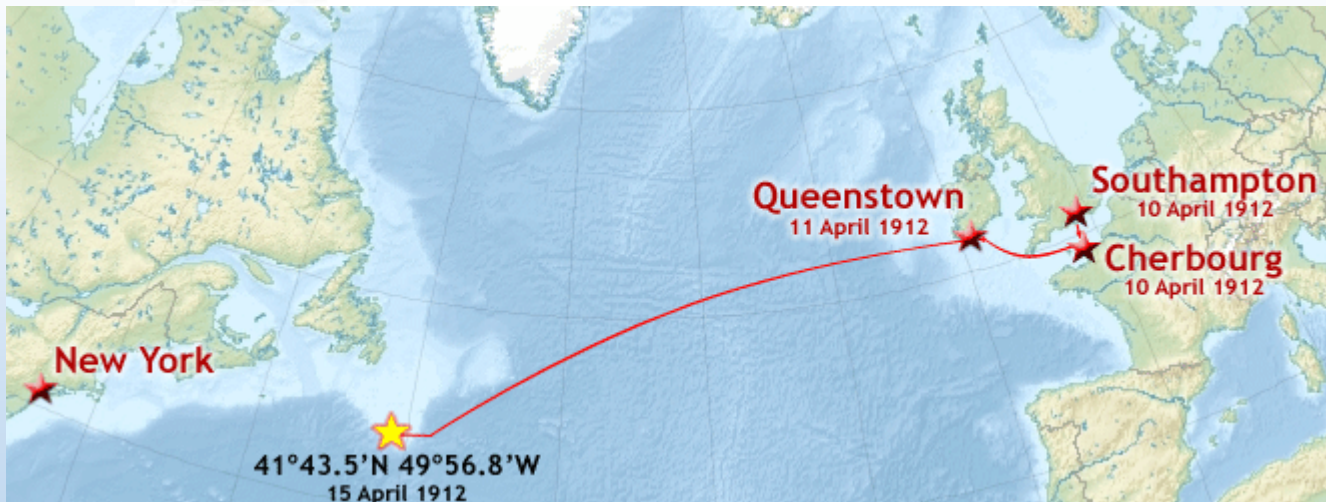 Queenstown
11 April 1912
Southampton
10 April 1912
Cherbourg
10 April 1912
New York
41°43.5’N 49°56.8’W
15 April 1912